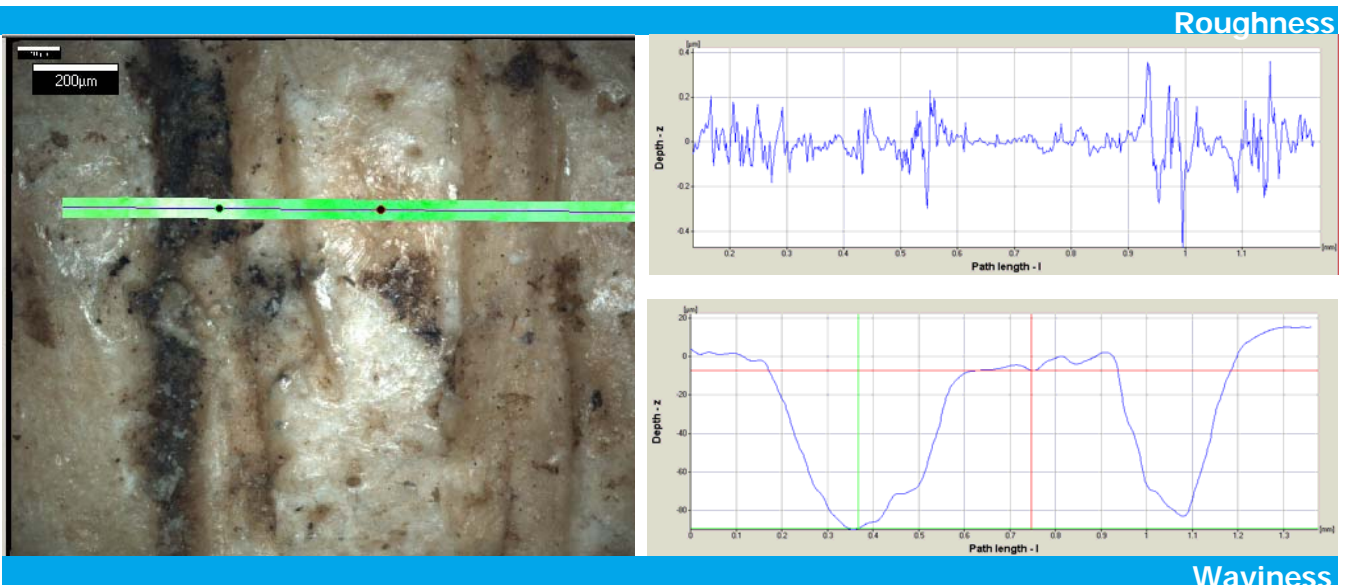 Roughness
200µm
[µm]
0.4
0.2
0
-0.2
-0.4
Depth - z
0.2 0.3 0.4 0.5 0.6 0.7 0.8 0.9 1 1.1
[mm]
Path length - l
[µm]
20
0
-20
-40
-60
-80
Depth - z
0 0.1 0.2 0.3 0.4 0.5 0.6 0.7 0.8 0.9 1 1.1 1.2 1.3
[mm]
Path length - l
Waviness